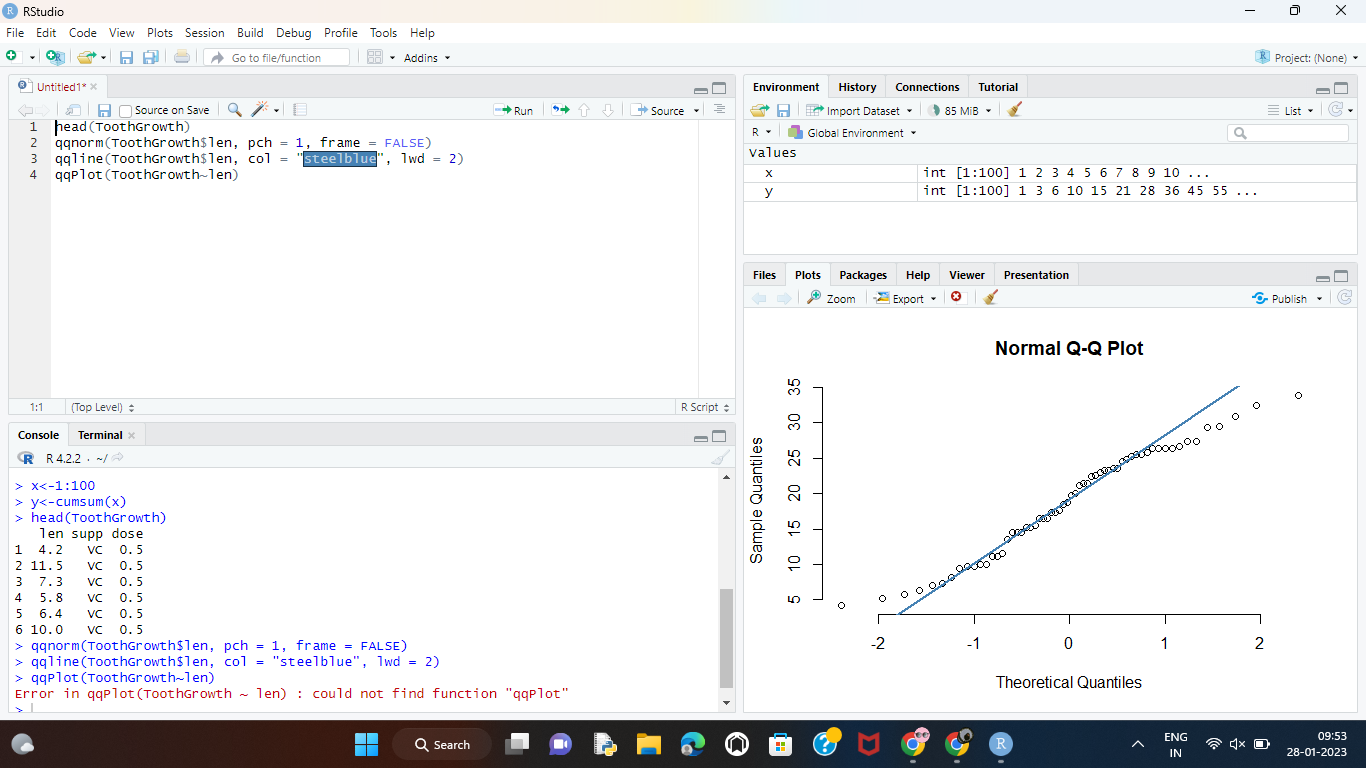 RStudio
File Edit Code View Plots Session Build Debug Profile Tools Help
Go to file/function Addins Project: (None)
Untitled1*
Source on Save Run Source
1 head(ToothGrowth)
2 qqnorm(ToothGrowth$len, pch = 1, frame = FALSE)
3 qqline(ToothGrowth$len, col = "steelblue", lwd = 2)
4 qqPlot(ToothGrowth~len)
1:1 (Top Level) R Script
Console Terminal
R 4.2.2 · ~/
> x<-1:100
> y<-cumsum(x)
> head(ToothGrowth)
len supp dose
1 4.2 VC 0.5
2 11.5 VC 0.5
3 7.3 VC 0.5
4 5.8 VC 0.5
5 6.4 VC 0.5
6 10.0 VC 0.5
> qqnorm(ToothGrowth$len, pch = 1, frame = FALSE)
> qqline(ToothGrowth$len, col = "steelblue", lwd = 2)
> qqPlot(ToothGrowth~len)
Error in qqPlot(ToothGrowth ~ len) : could not find function "qqPlot"
>
Environment History Connections Tutorial
Import Dataset 85 MiB List
R Global Environment
Values
x int [1:100] 1 2 3 4 5 6 7 8 9 10 ...
y int [1:100] 1 3 6 10 15 21 28 36 45 55 ...
Files Plots Packages Help Viewer Presentation
Zoom Export Publish
Normal Q-Q Plot
Sample Quantiles
35
30
25
20
15
10
5
-2 -1 0 1 2
Theoretical Quantiles
Search
ENG
IN
09:53
28-01-2023